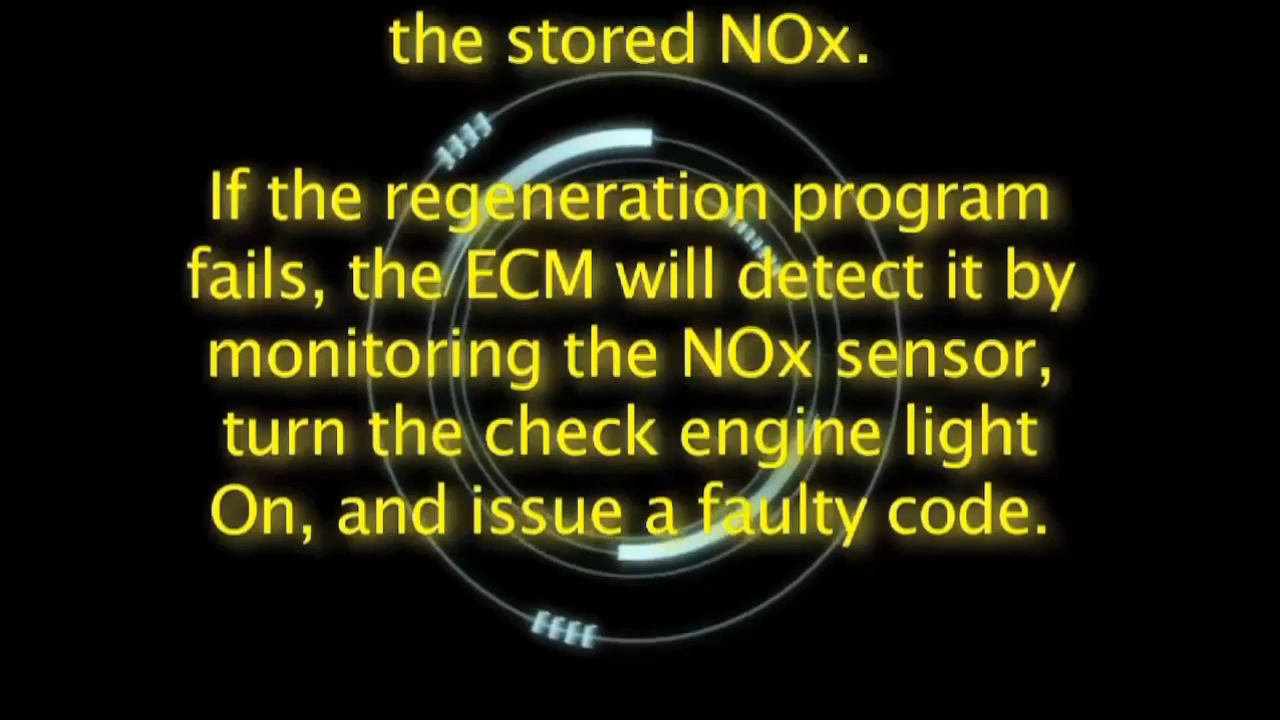 the stored NOx.
If the regeneration program
fails, the ECM will detect it by
monitoring the NOx sensor,
turn the check engine light
On, and issue a faulty code.